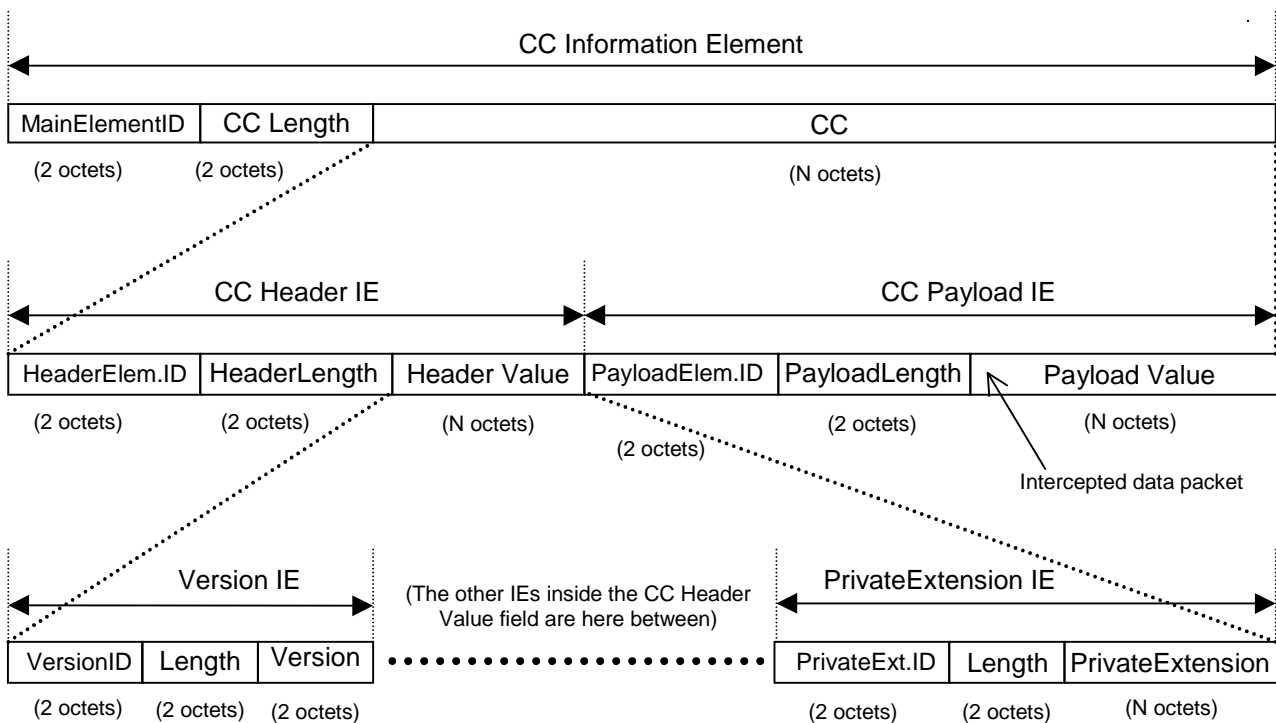 CC Information Element
MainElementID CC Length CC
(2 octets) (2 octets) (N octets)
CC Header IE CC Payload IE
HeaderElem.ID HeaderLength Header Value PayloadElem.ID PayloadLength Payload Value
(2 octets) (2 octets) (N octets) (2 octets) (2 octets) (N octets)
Intercepted data packet
Version IE (The other IEs inside the CC Header PrivateExtension IE
Value field are here between)
VersionID Length Version PrivateExt.ID Length PrivateExtension
(2 octets) (2 octets) (2 octets) (2 octets) (2 octets) (N octets)